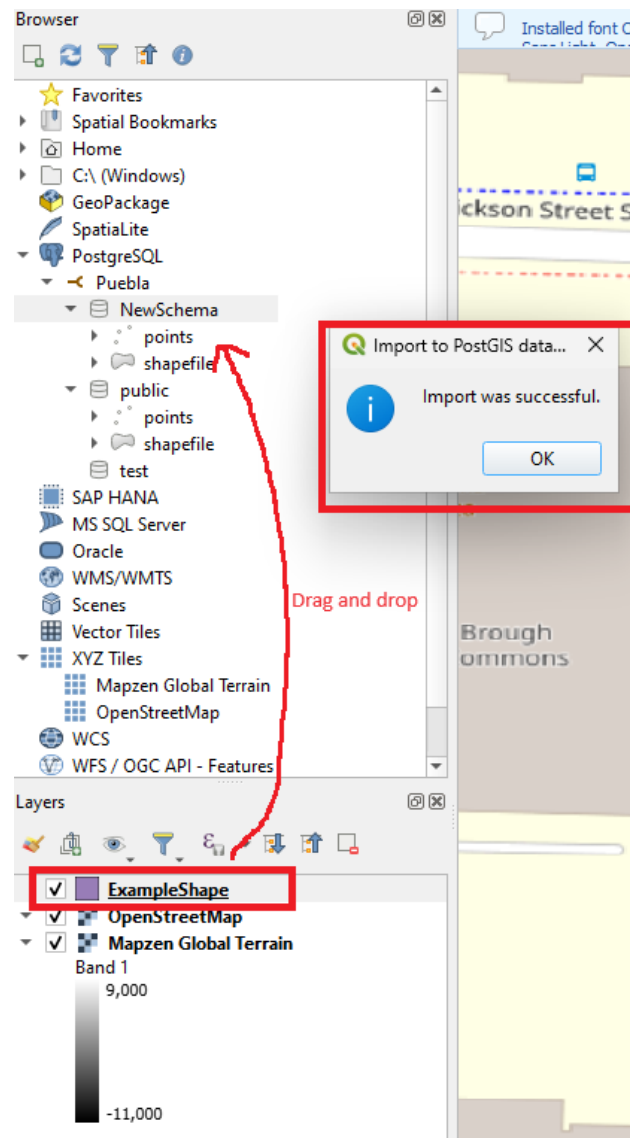 Browser
Installed font
Favorites
Spatial Bookmarks
Home
C:\ (Windows)
GeoPackage
SpatiaLite
PostgreSQL
Puebla
NewSchema
points
shapefile
public
points
shapefile
test
SAP HANA
MS SQL Server
Oracle
WMS/WMTS
Scenes
Vector Tiles
XYZ Tiles
Mapzen Global Terrain
OpenStreetMap
WCS
WFS / OGC API - Features
ickson Street S
Import to PostGIS data...
Import was successful.
OK
Drag and drop
Brough
ommons
Layers
ExampleShape
OpenStreetMap
Mapzen Global Terrain
Band 1
9,000
-11,000